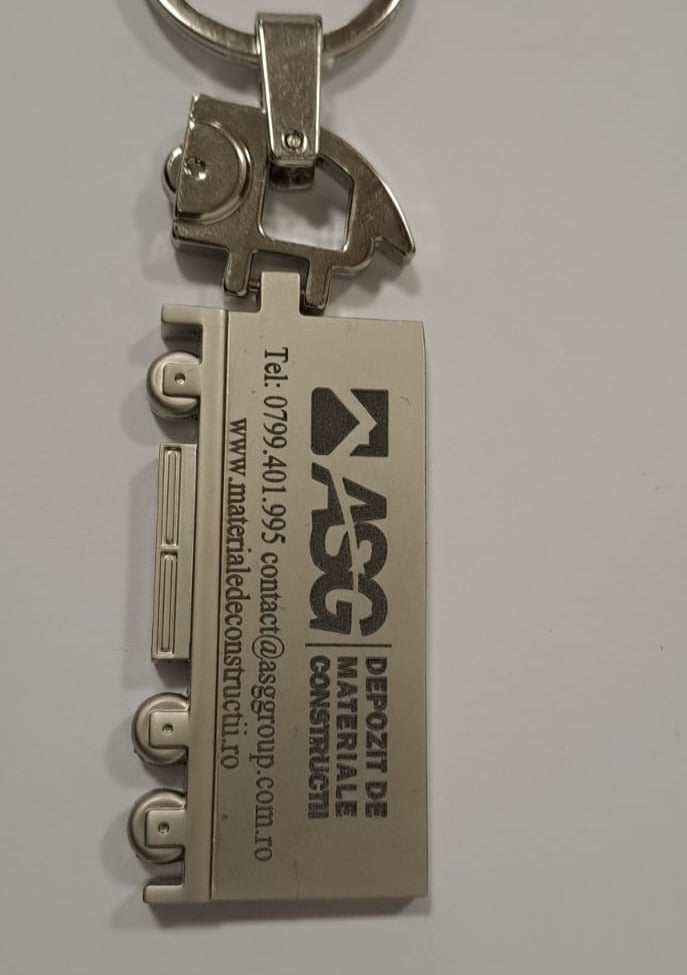 ASG
DEPOZIT DE
MATERIALE
CONSTRUCTII
Tel: 0799.401.995 contact@asggroup.com.ro
www.materialedeconstructii.ro